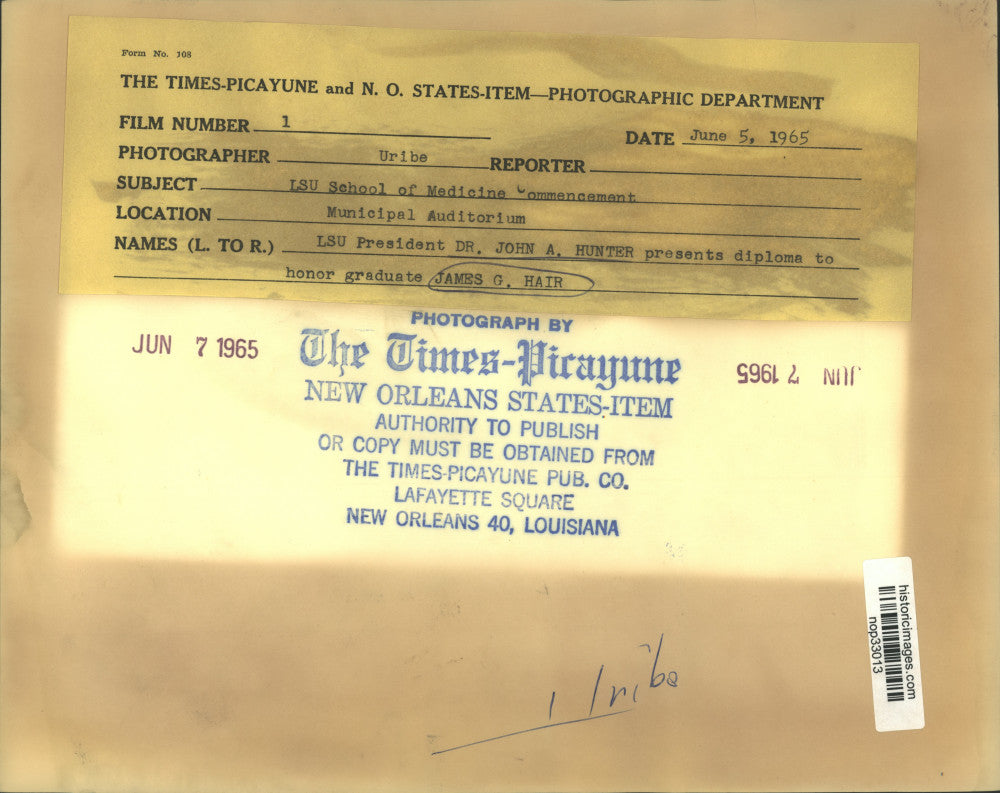 Form No. 108
THE TIMES-PICAYUNE and N. O. STATES-ITEM—PHOTOGRAPHIC DEPARTMENT
FILM NUMBER 1
DATE June 5, 1965
PHOTOGRAPHER Uribe REPORTER
SUBJECT LSU School of Medicine Commencement
LOCATION Municipal Auditorium
NAMES (L. TO R.) LSU President DR. JOHN A. HUNTER presents diploma to
honor graduate JAMES G. HAIR
PHOTOGRAPH BY
JUN 7 1965
The Times-Picayune
JUN 7 1965
NEW ORLEANS STATES-ITEM
AUTHORITY TO PUBLISH
OR COPY MUST BE OBTAINED FROM
THE TIMES-PICAYUNE PUB. CO.
LAFAYETTE SQUARE
NEW ORLEANS 40, LOUISIANA
historicimages.com
nop33013
1 Uribe